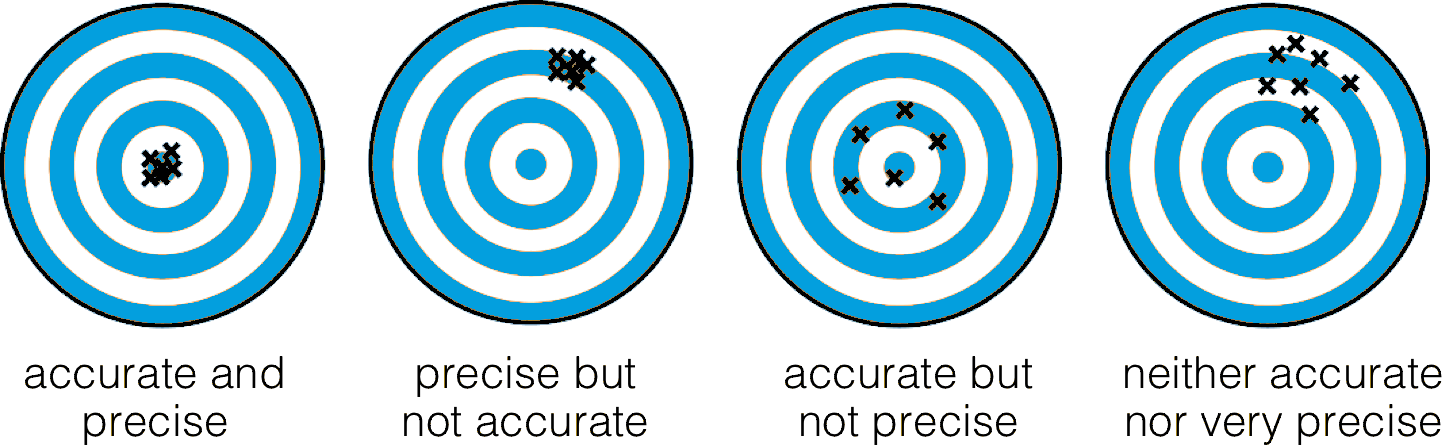 accurate and
precise
precise but
not accurate
accurate but
not precise
neither accurate
nor very precise